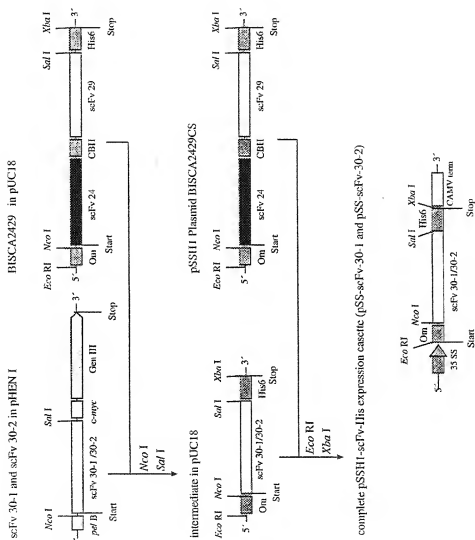 scFv 30-1 and scFv 30-2 in pHEN I
Nco I
Sal I
5´
pel B
scFv 30-1 /30-2
c-myc
Gen III
3´
Start
Stop
BISCA2429 in pUC18
Eco RI
Nco I
Sal I
Xba I
5´
Om
scFv 24
CBHI
scFv 29
His6
3´
Start
Stop
Nco I
Sal I
intermediate in pUC18
Eco RI
Nco I
Sal I
Xba I
5´
Om
scFv 30-1/30-2
His6
3´
Start
Stop
pSSH1 Plasmid BISCA2429CS
Eco RI
Nco I
Sal I
Xba I
5´
Om
scFv 24
CBHI
scFv 29
His6
3´
Start
Stop
Eco RI
Xba I
complete pSSH1-scFv-His expression casette (pSS-scFv-30-1 and pSS-scFv-30-2)
Eco RI
Nco I
Sal I
Xba I
5´
35 SS
Om
scFv 30-1/30-2
His6
CAMV term
3´
Start
Stop